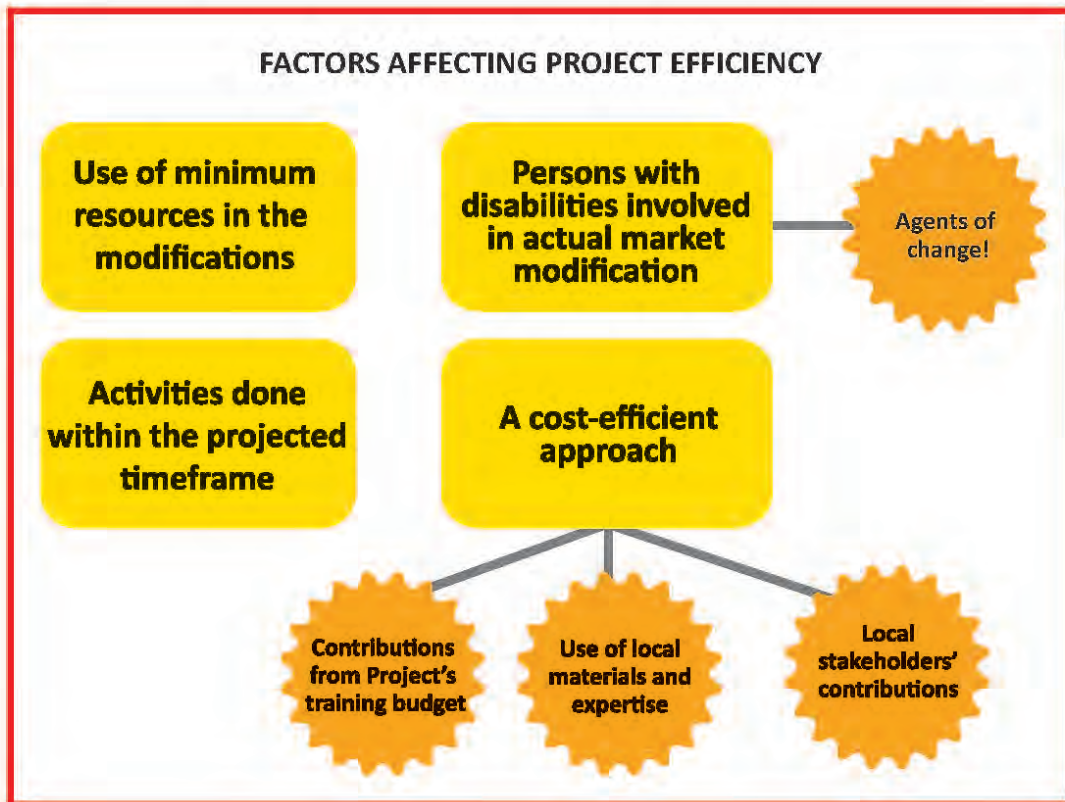 FACTORS AFFECTING PROJECT EFFICIENCY
Use of minimum
resources in the
modifications
Persons with
disabilities involved
in actual market
modification
Agents of
change!
Activities done
within the projected
timeframe
A cost-efficient
approach
Contributions
from Project's
training budget
Use of local
materials and
expertise
Local
stakeholders'
contributions